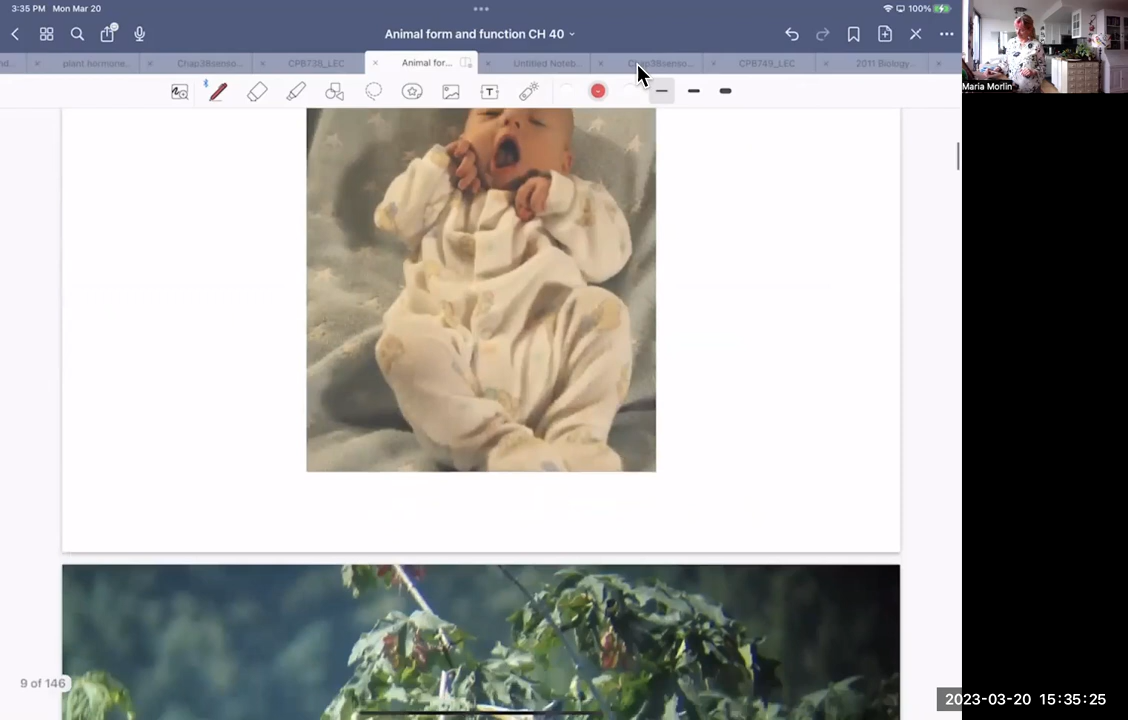 3:35 PM Mon Mar 20
100%
Animal form and function CH 40
plant hormone...
Chap38senso...
CPB738_LEC
Animal for...
Untitled Noteb...
Chap38senso...
CPB749_LEC
2011 Biology...
T
Maria Morlin
9 of 146
2023-03-20 15:35:25